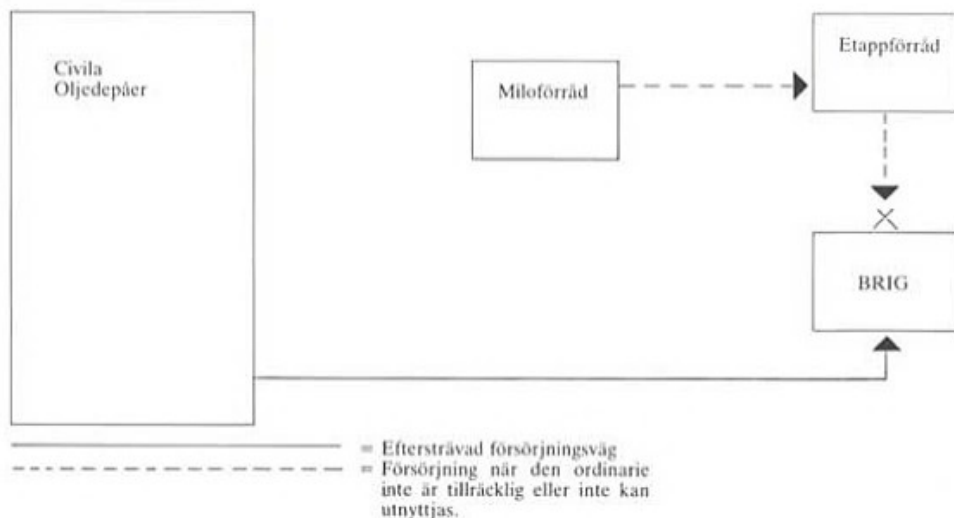 Civila
Oljedepåer
Miloförråd
Etappförråd
BRIG
= Eftersträvad försörjningsväg
= Försörjning när den ordinarie
inte är tillräcklig eller inte kan
utnyttjas.